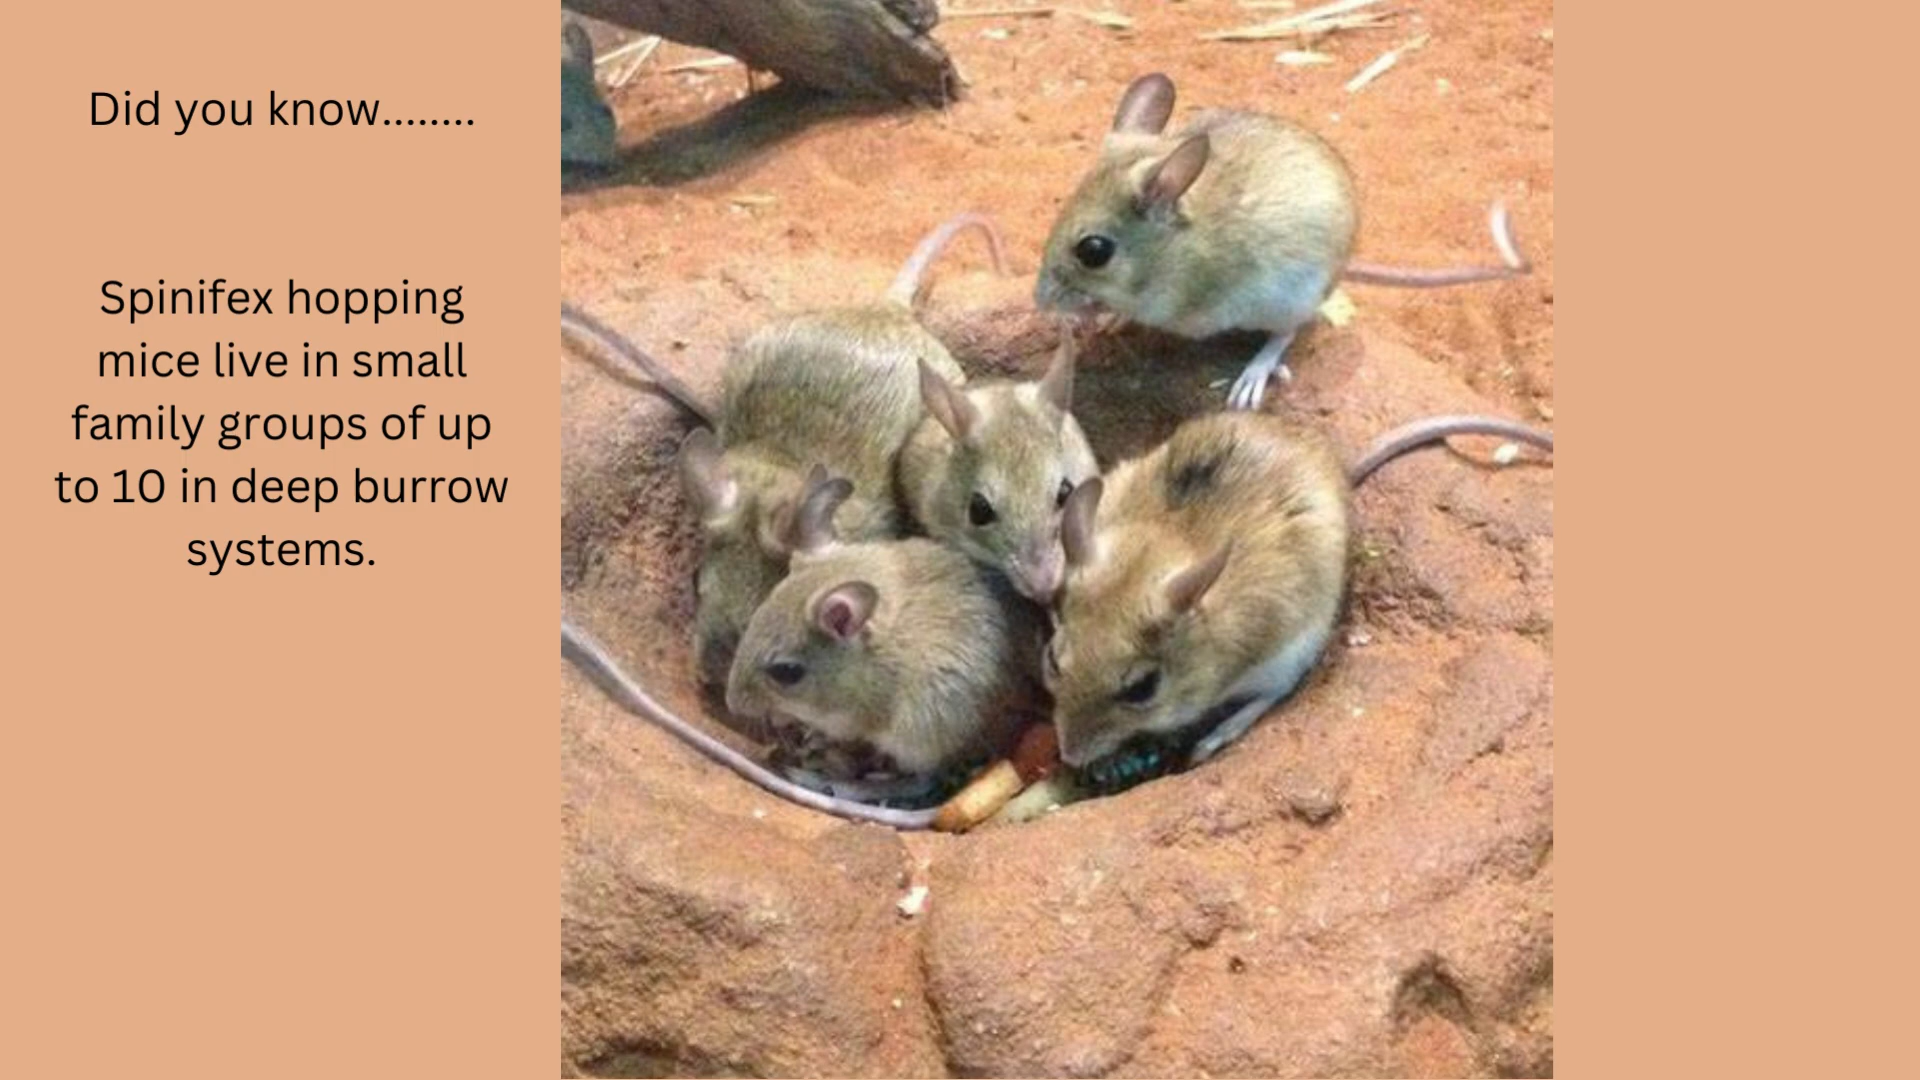 Did you know........
Spinifex hopping
mice live in small
family groups of up
to 10 in deep burrow
systems.